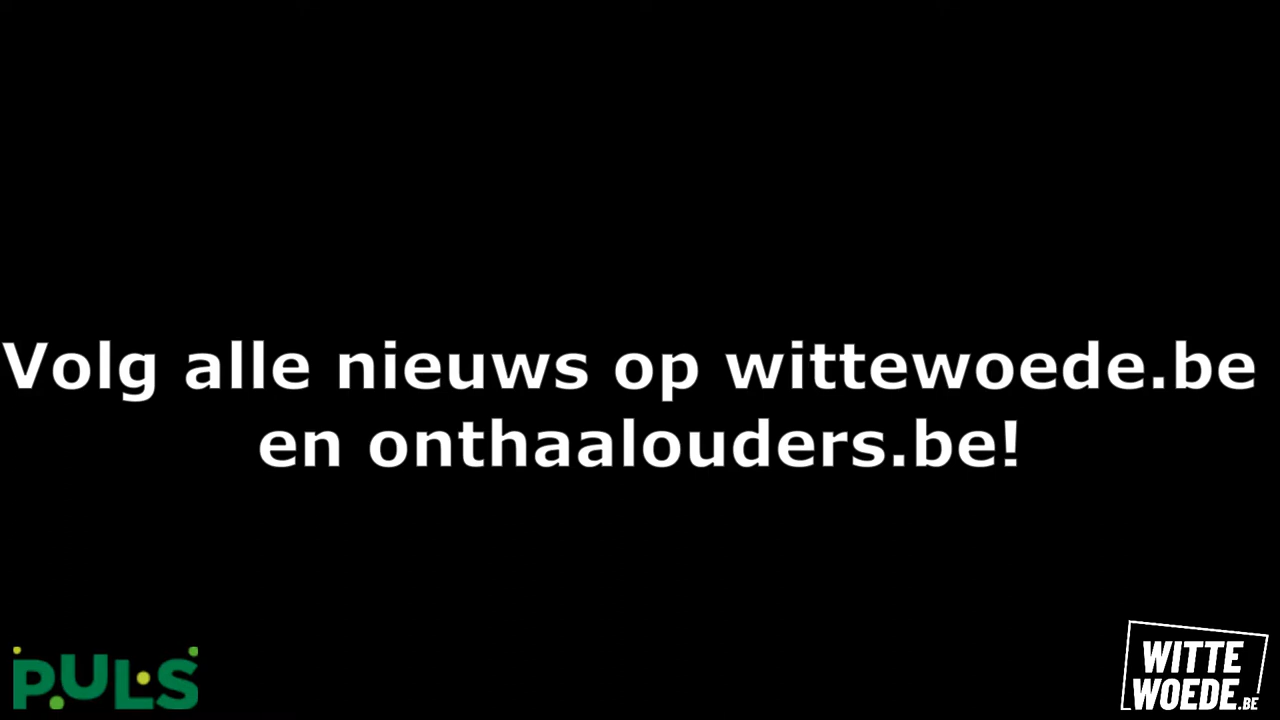 Volg alle nieuws op wittewoede.be
en onthaalouders.be!
PULS
WITTE
WOEDE.BE